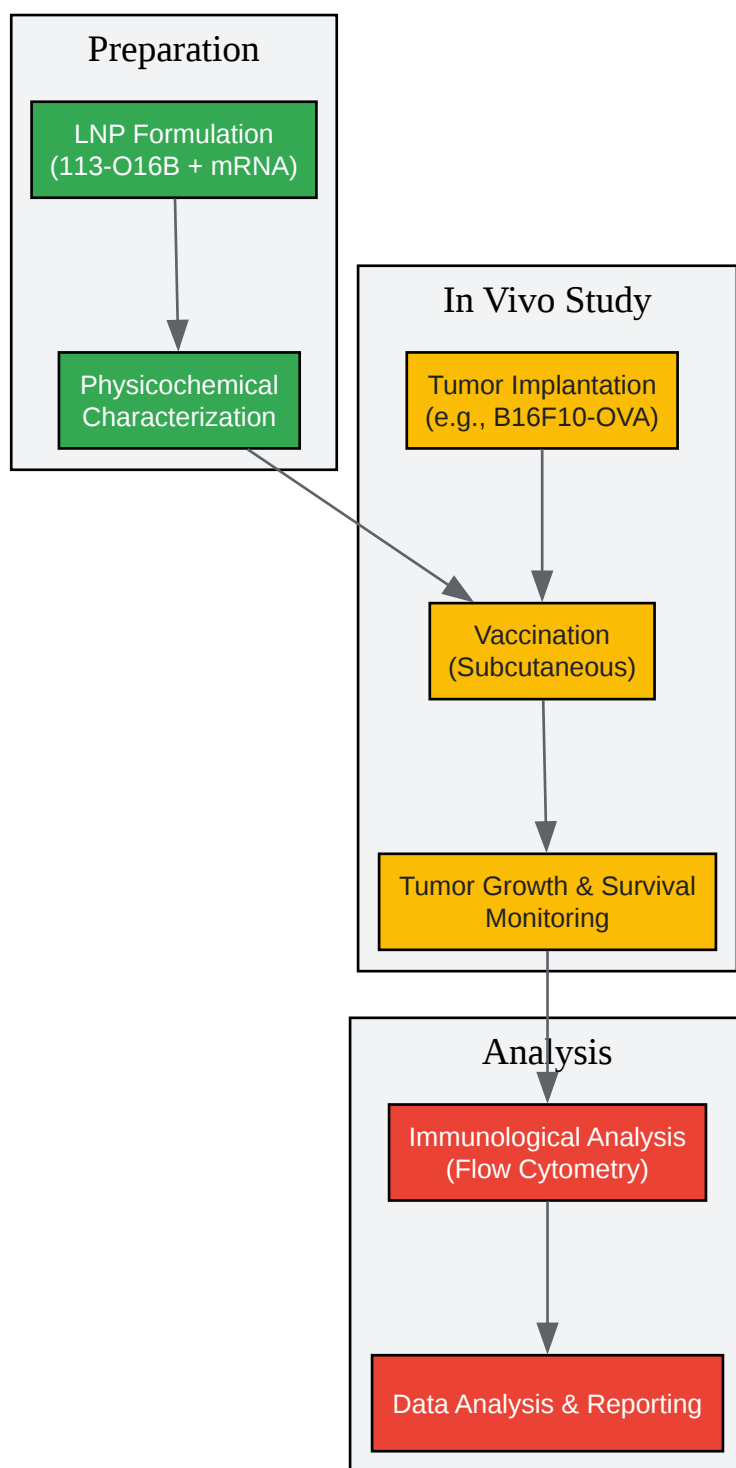 Preparation
LNP Formulation
(113-O16B + mRNA)
Physicochemical
Characterization
In Vivo Study
Tumor Implantation
(e.g., B16F10-OVA)
Vaccination
(Subcutaneous)
Tumor Growth & Survival
Monitoring
Analysis
Immunological Analysis
(Flow Cytometry)
Data Analysis & Reporting